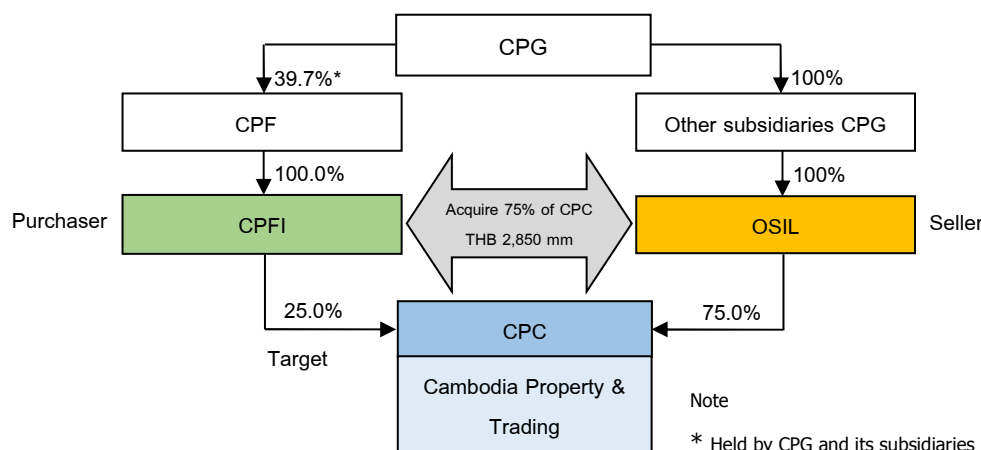 CPG
39.7%*
100%
CPF
Other subsidiaries CPG
100.0%
100%
Purchaser
CPFI
Acquire 75% of CPC
THB 2,850 mm
OSIL
Seller
25.0%
75.0%
CPC
Target
Cambodia Property &
Trading
Note
* Held by CPG and its subsidiaries